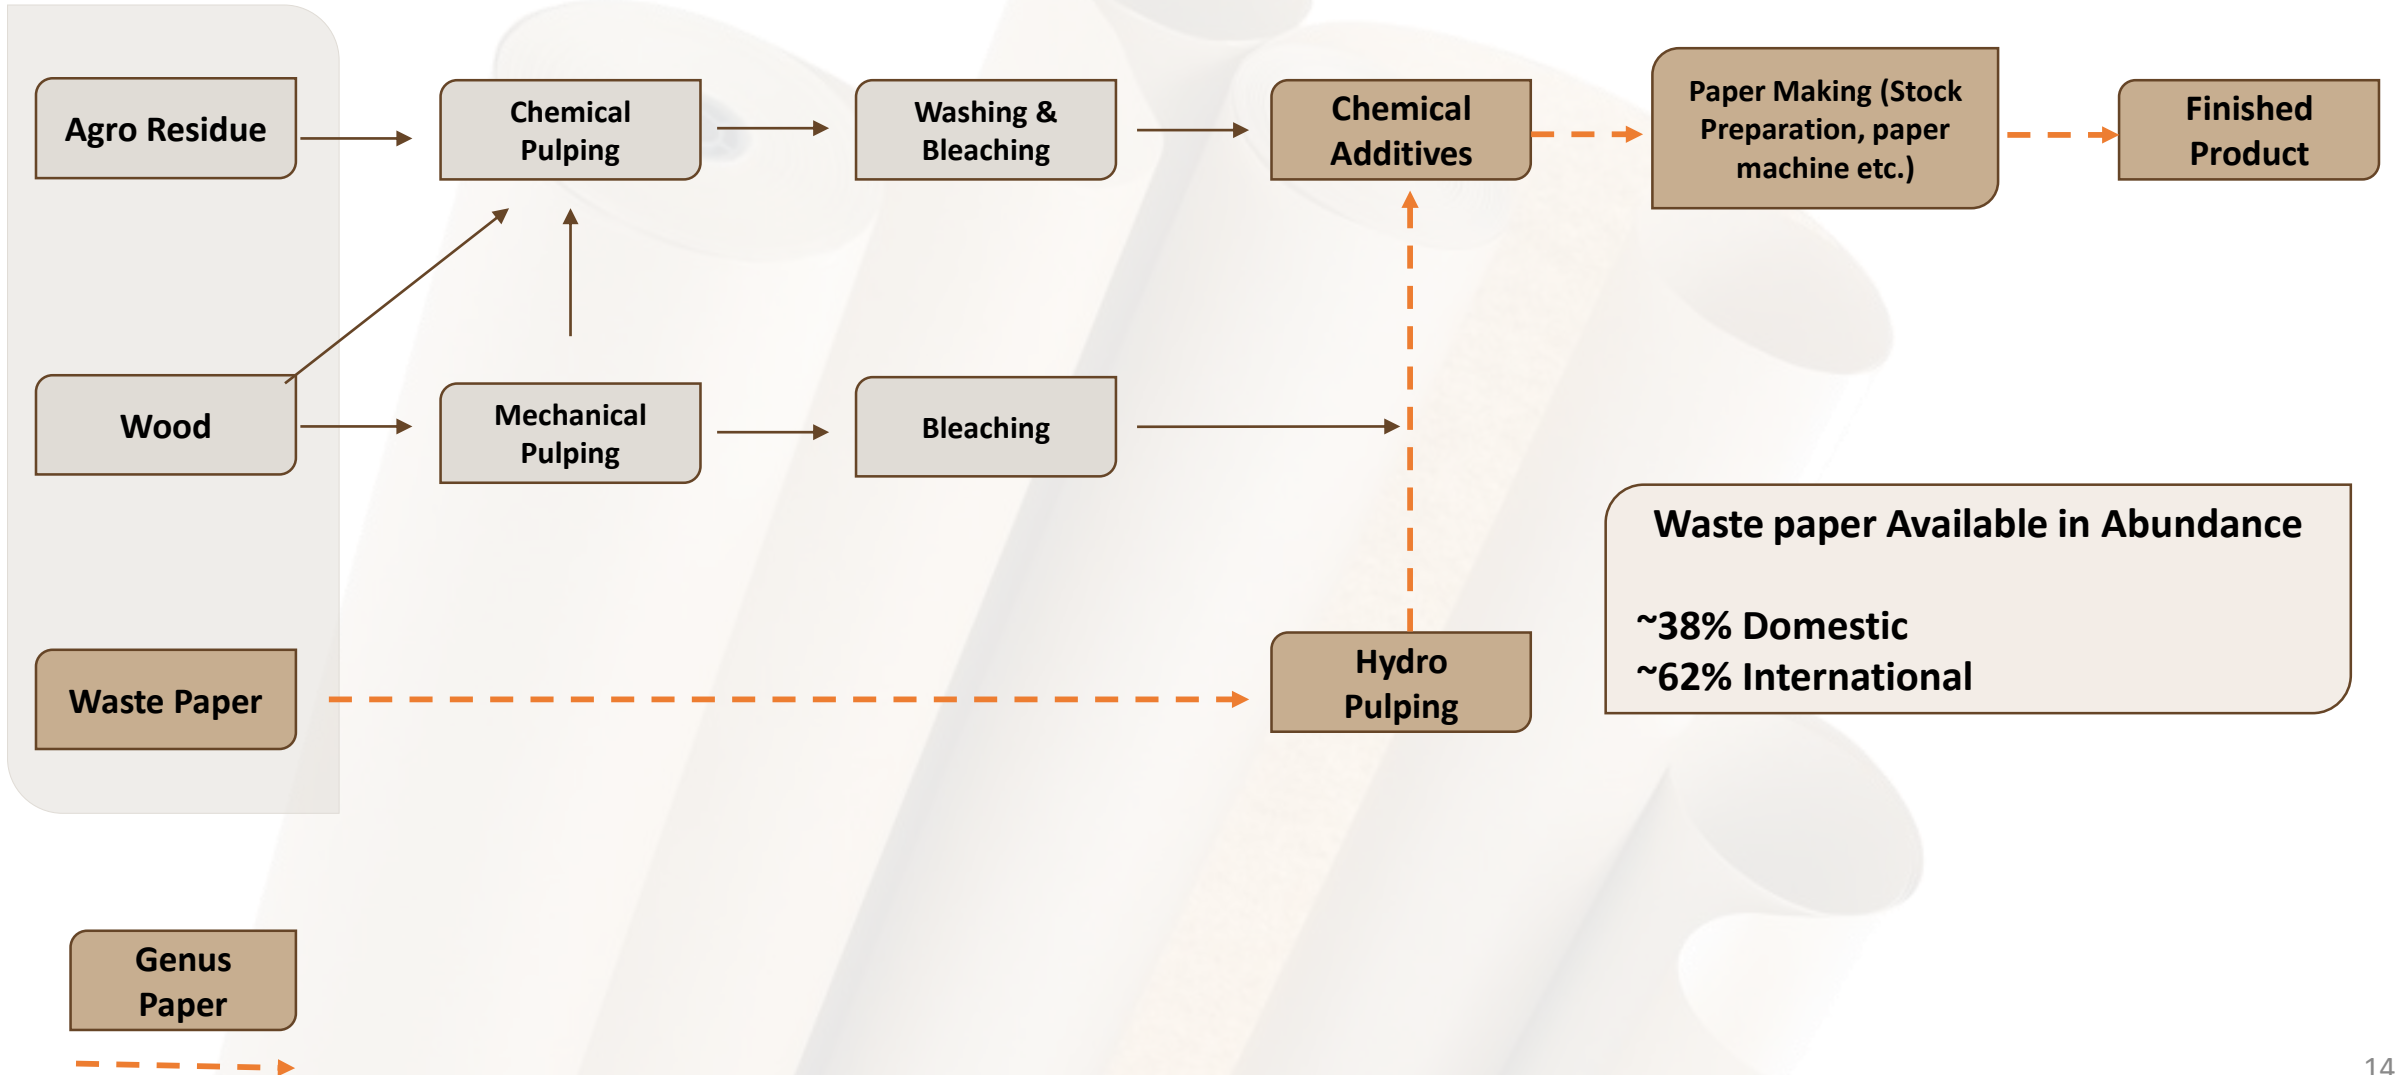 Agro Residue
Chemical
Pulping
Washing &
Bleaching
Chemical
Additives
Paper Making (Stock
Preparation, paper
machine etc.)
Finished
Product
Wood
Mechanical
Pulping
Bleaching
Waste paper Available in Abundance
~38% Domestic
~62% International
Waste Paper
Hydro
Pulping
Genus
Paper
14